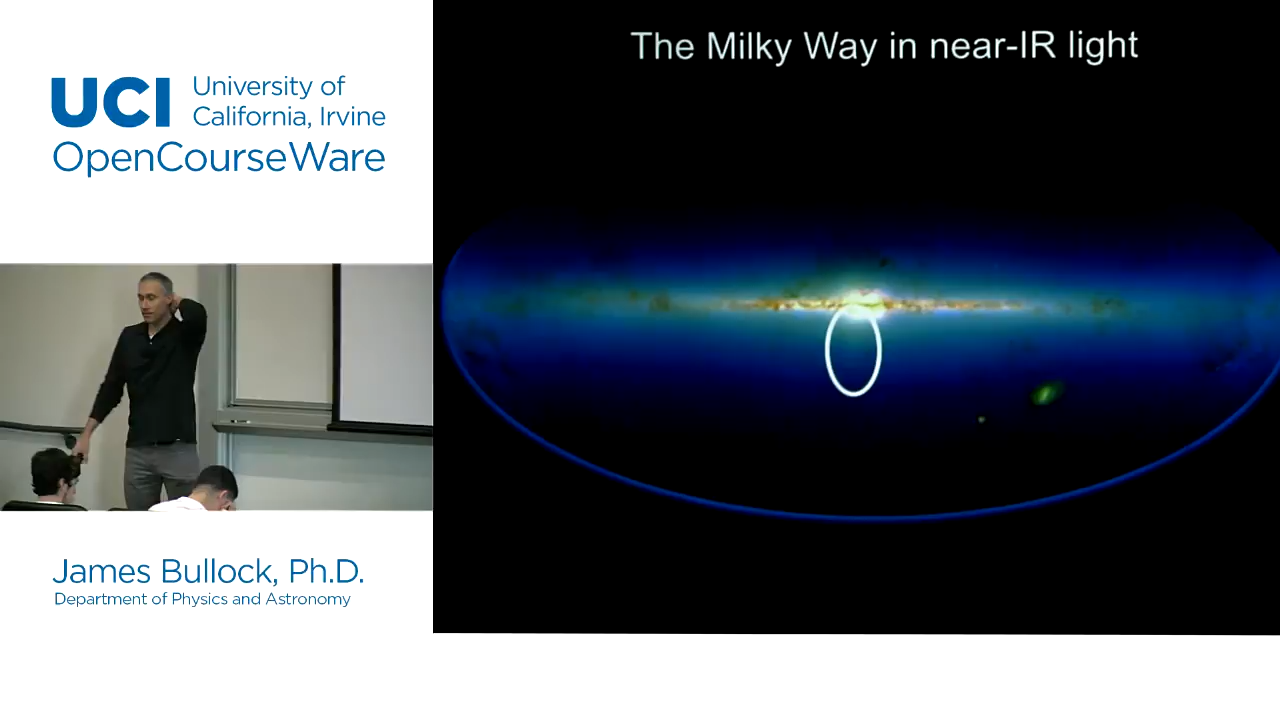 UCI University of
California, Irvine
OpenCourseWare
The Milky Way in near-IR light
James Bullock, Ph.D.
Department of Physics and Astronomy